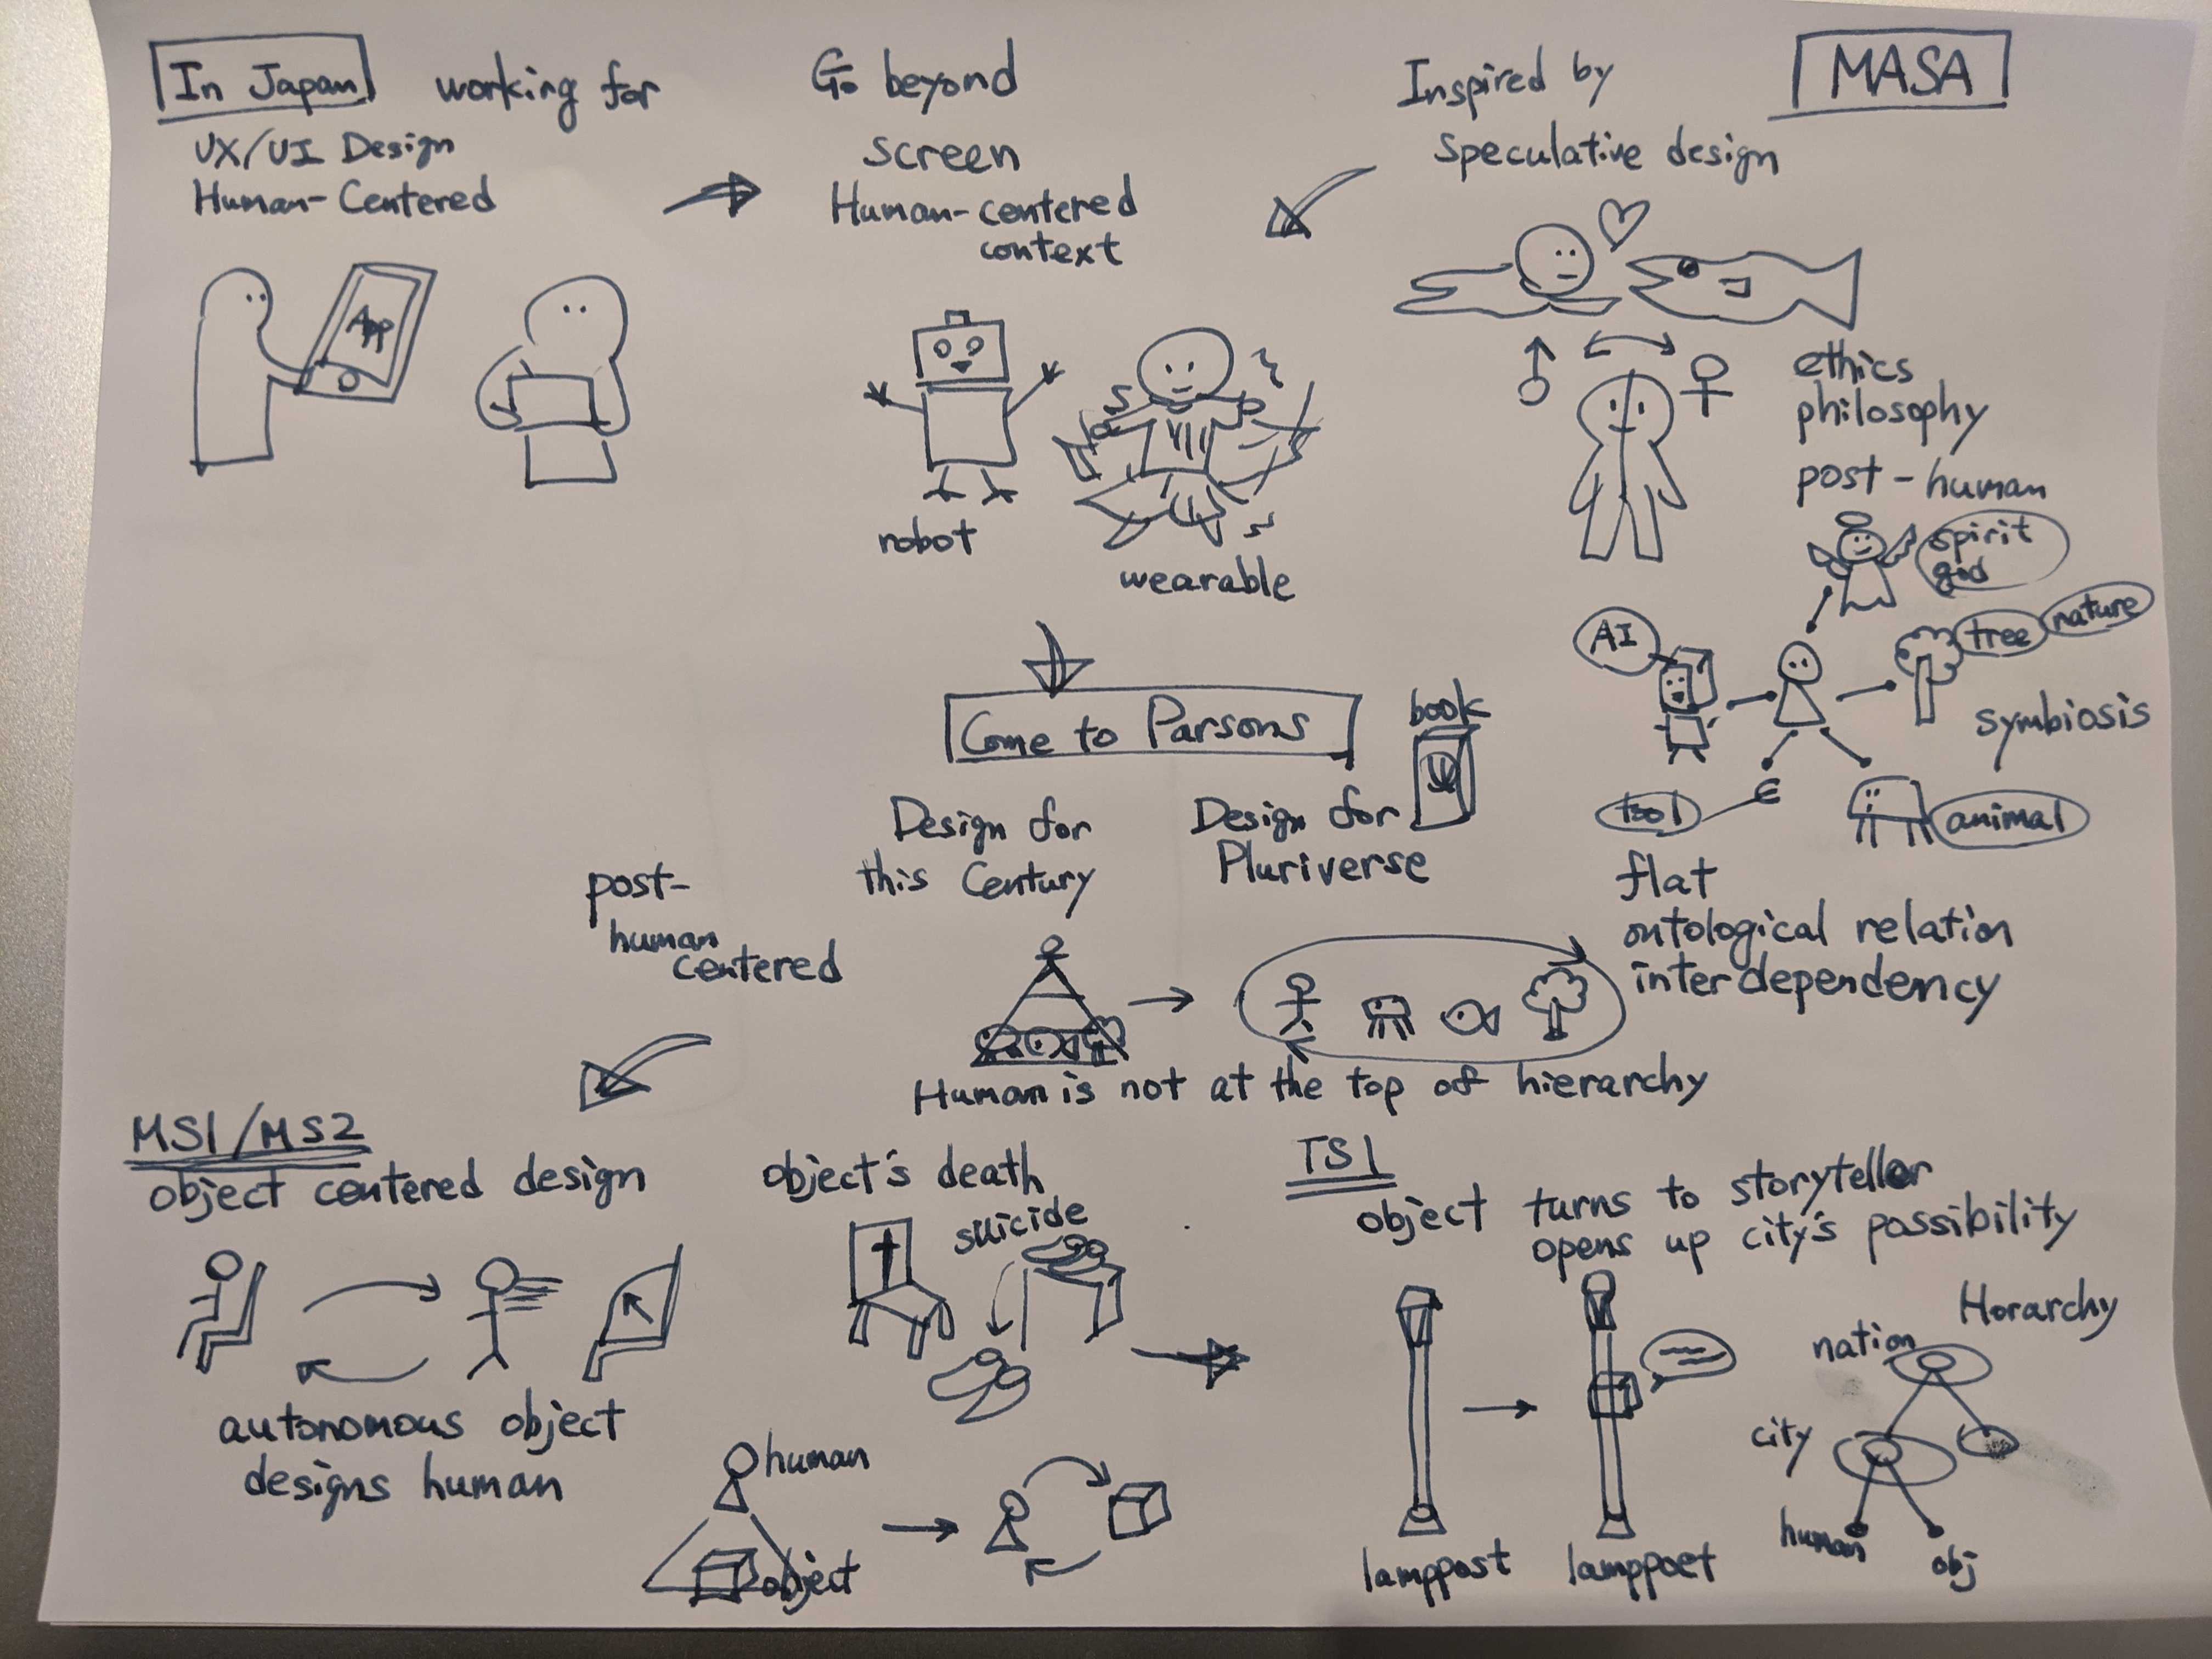 In Japan working for
UX/UI Design
Human-Centered
App
Go beyond
screen
Human-centered
context
robot
wearable
Inspired by
speculative design
MASA
ethics
philosophy
post-human
spirit
god
AI
tree
nature
symbiosis
tool
animal
flat
ontological relation
interdependency
Come to Parsons
book
Design for
this Century
Design for
Pluriverse
post-
human
centered
Human is not at the top of hierarchy
MS1/MS2
object centered design
autonomous object
designs human
object's death
suicide
human
object
TS1
object turns to storyteller
opens up city's possibility
lamppost
lamppoet
Horarchy
nation
city
human
obj